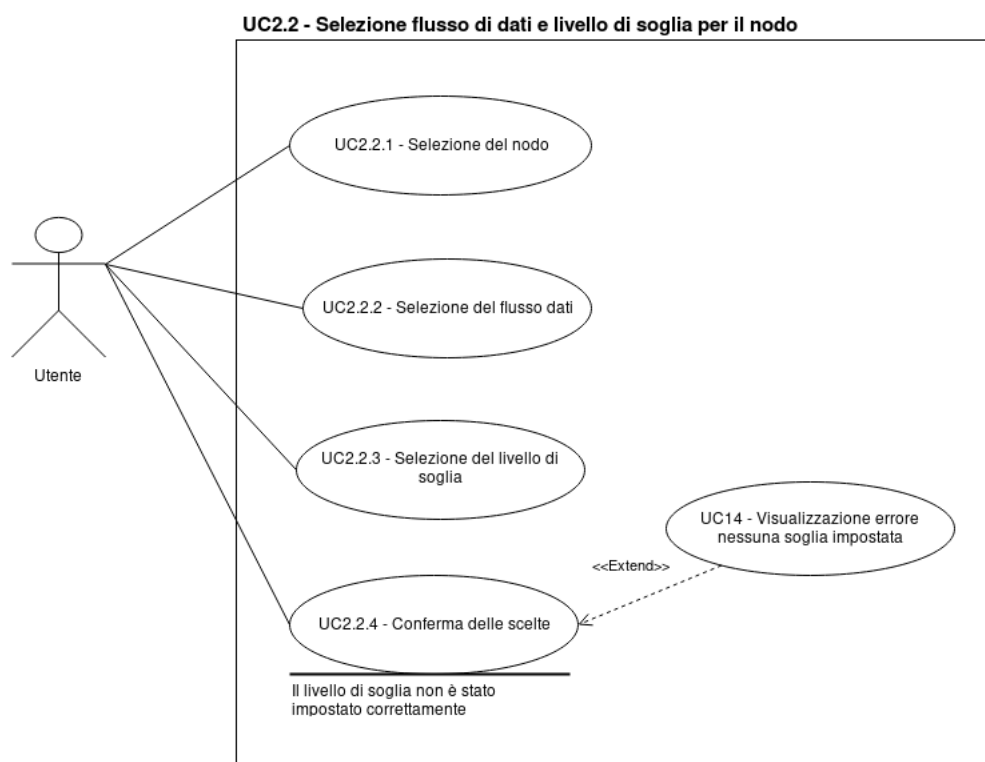 UC2.2 - Selezione flusso di dati e livello di soglia per il nodo
UC2.2.1 - Selezione del nodo
UC2.2.2 - Selezione del flusso dati
Utente
UC2.2.3 - Selezione del livello di
soglia
UC14 - Visualizzazione errore
nessuna soglia impostata
<<Extend>>
UC2.2.4 - Conferma delle scelte
Il livello di soglia non è stato
impostato correttamente